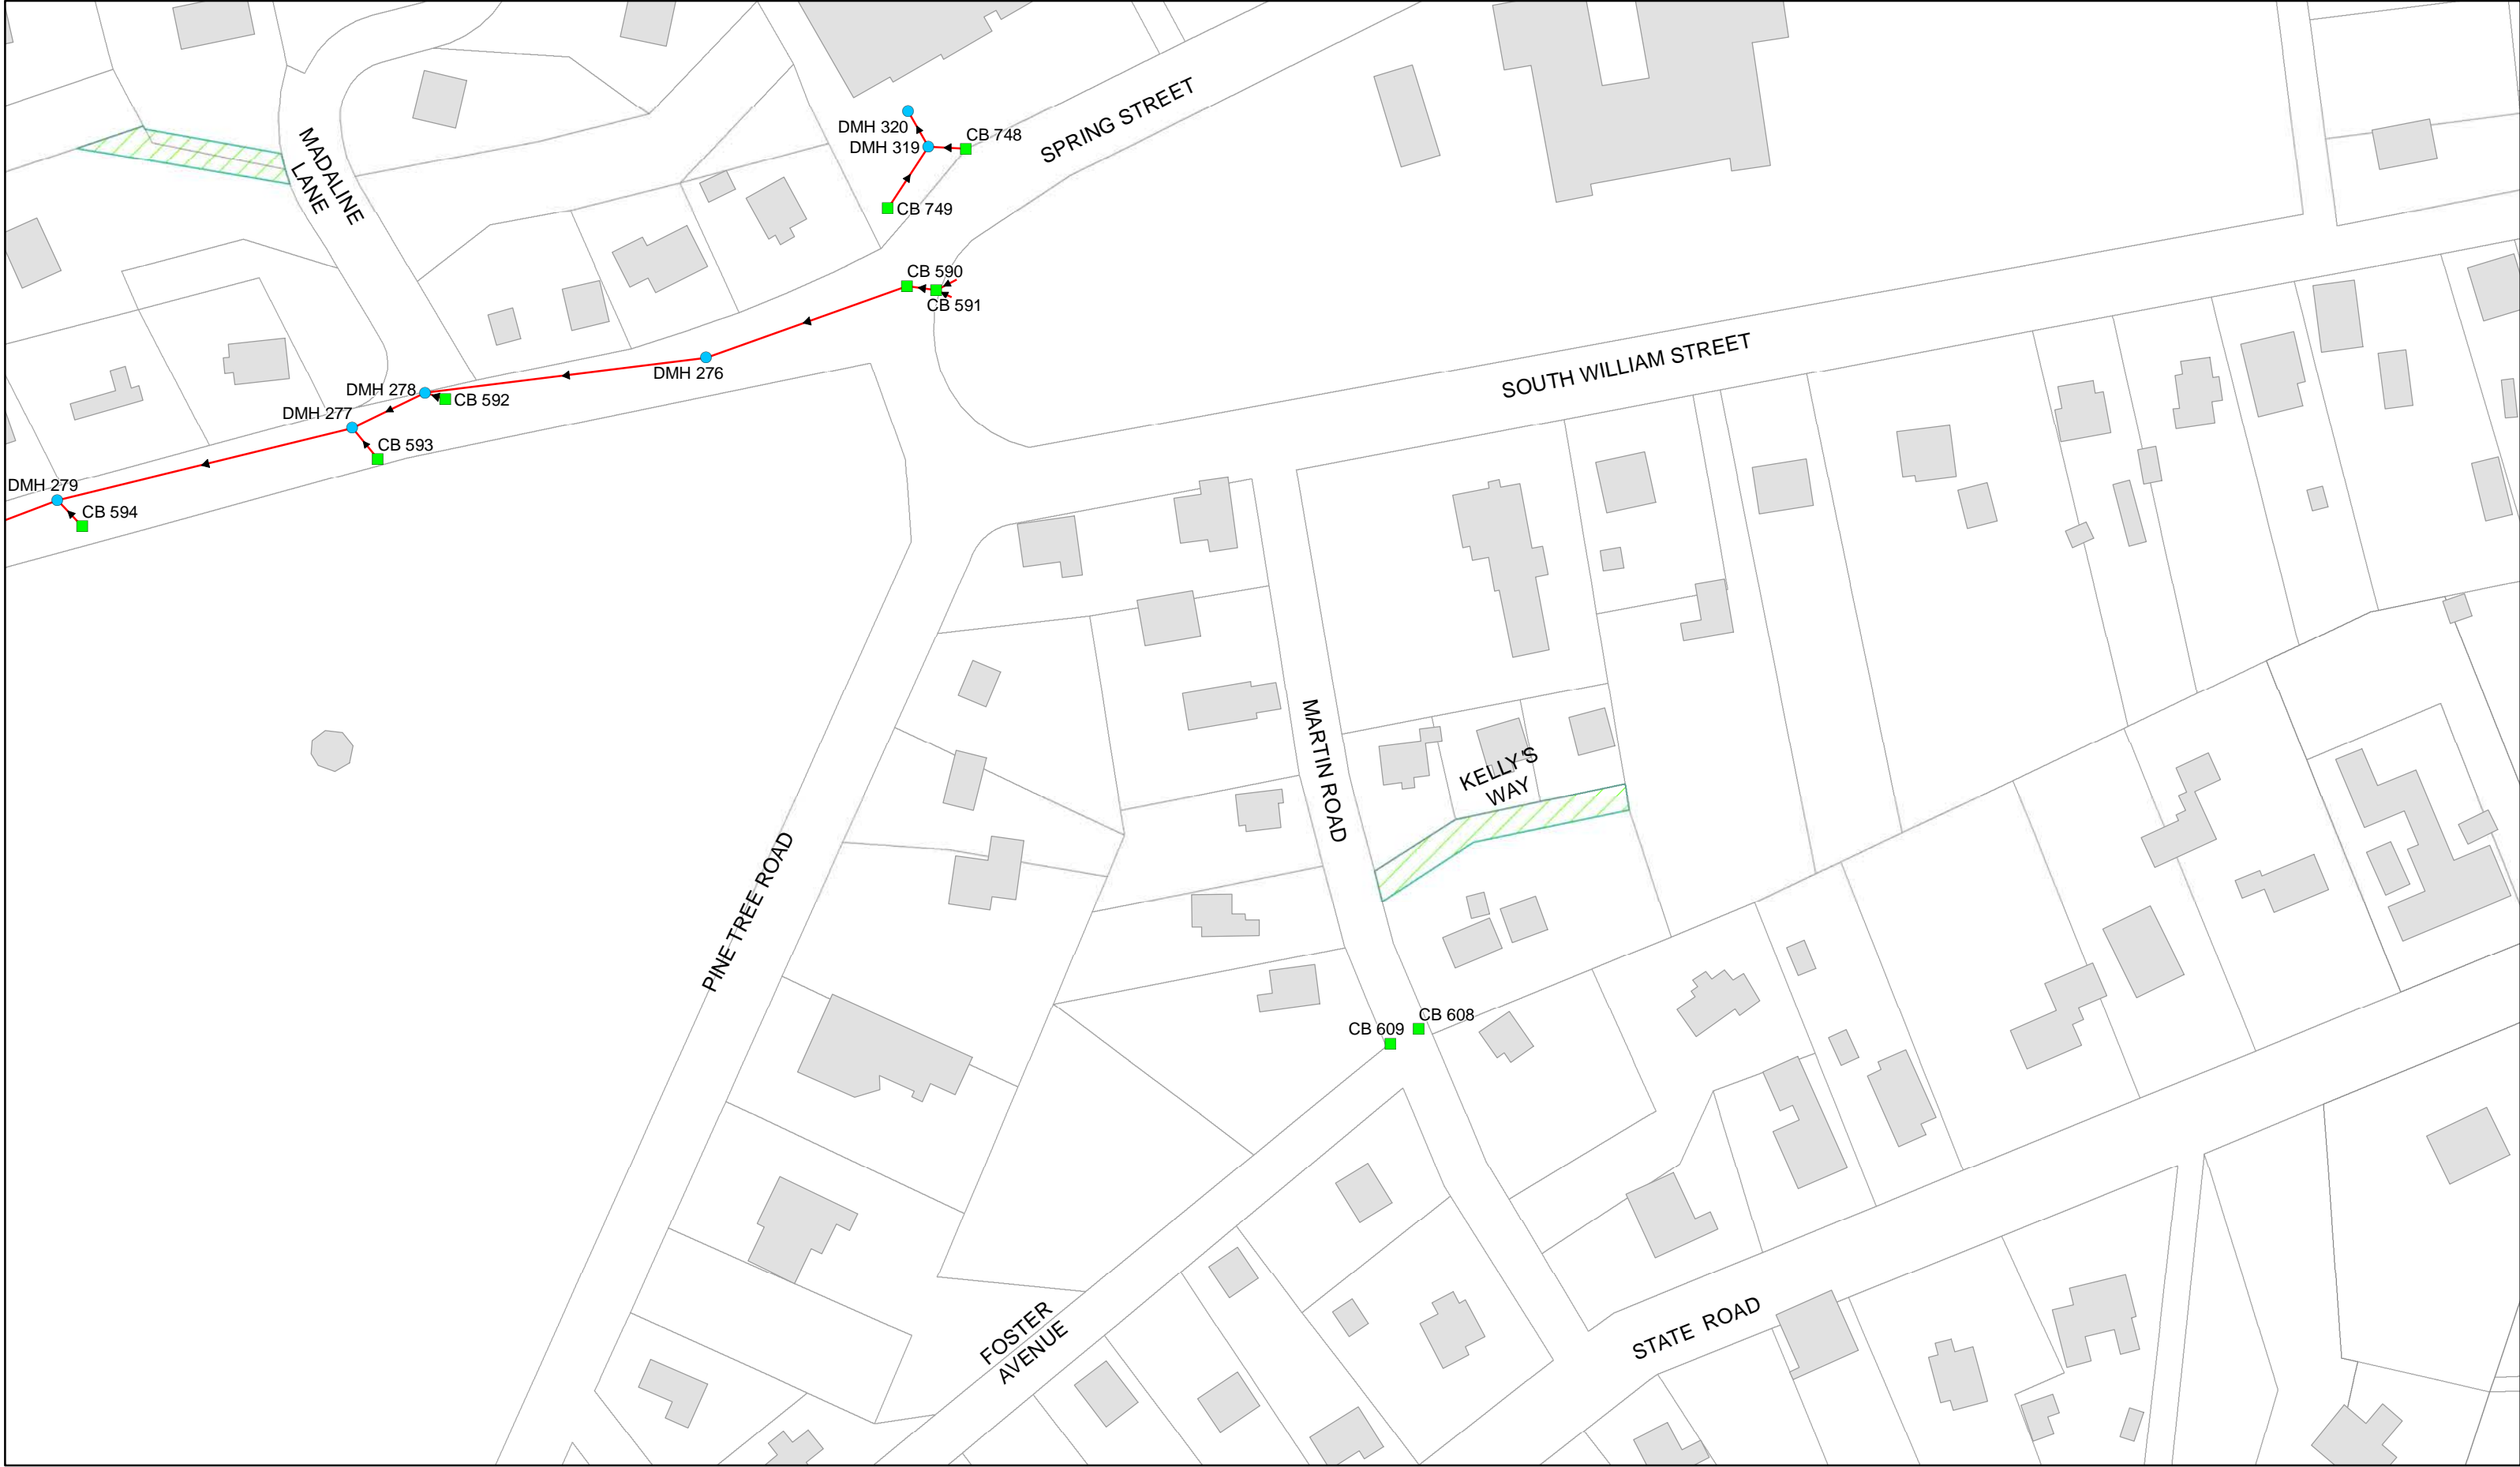 SPRING STREET
DMH 320
CB 748
DMH 319
MADALINE
LANE
CB 749
CB 590
CB 591
SOUTH WILLIAM STREET
DMH 276
DMH 278
CB 592
DMH 277
CB 593
DMH 279
CB 594
MARTIN ROAD
KELLY'S
WAY
PINE TREE ROAD
CB 608
CB 609
FOSTER
AVENUE
STATE ROAD